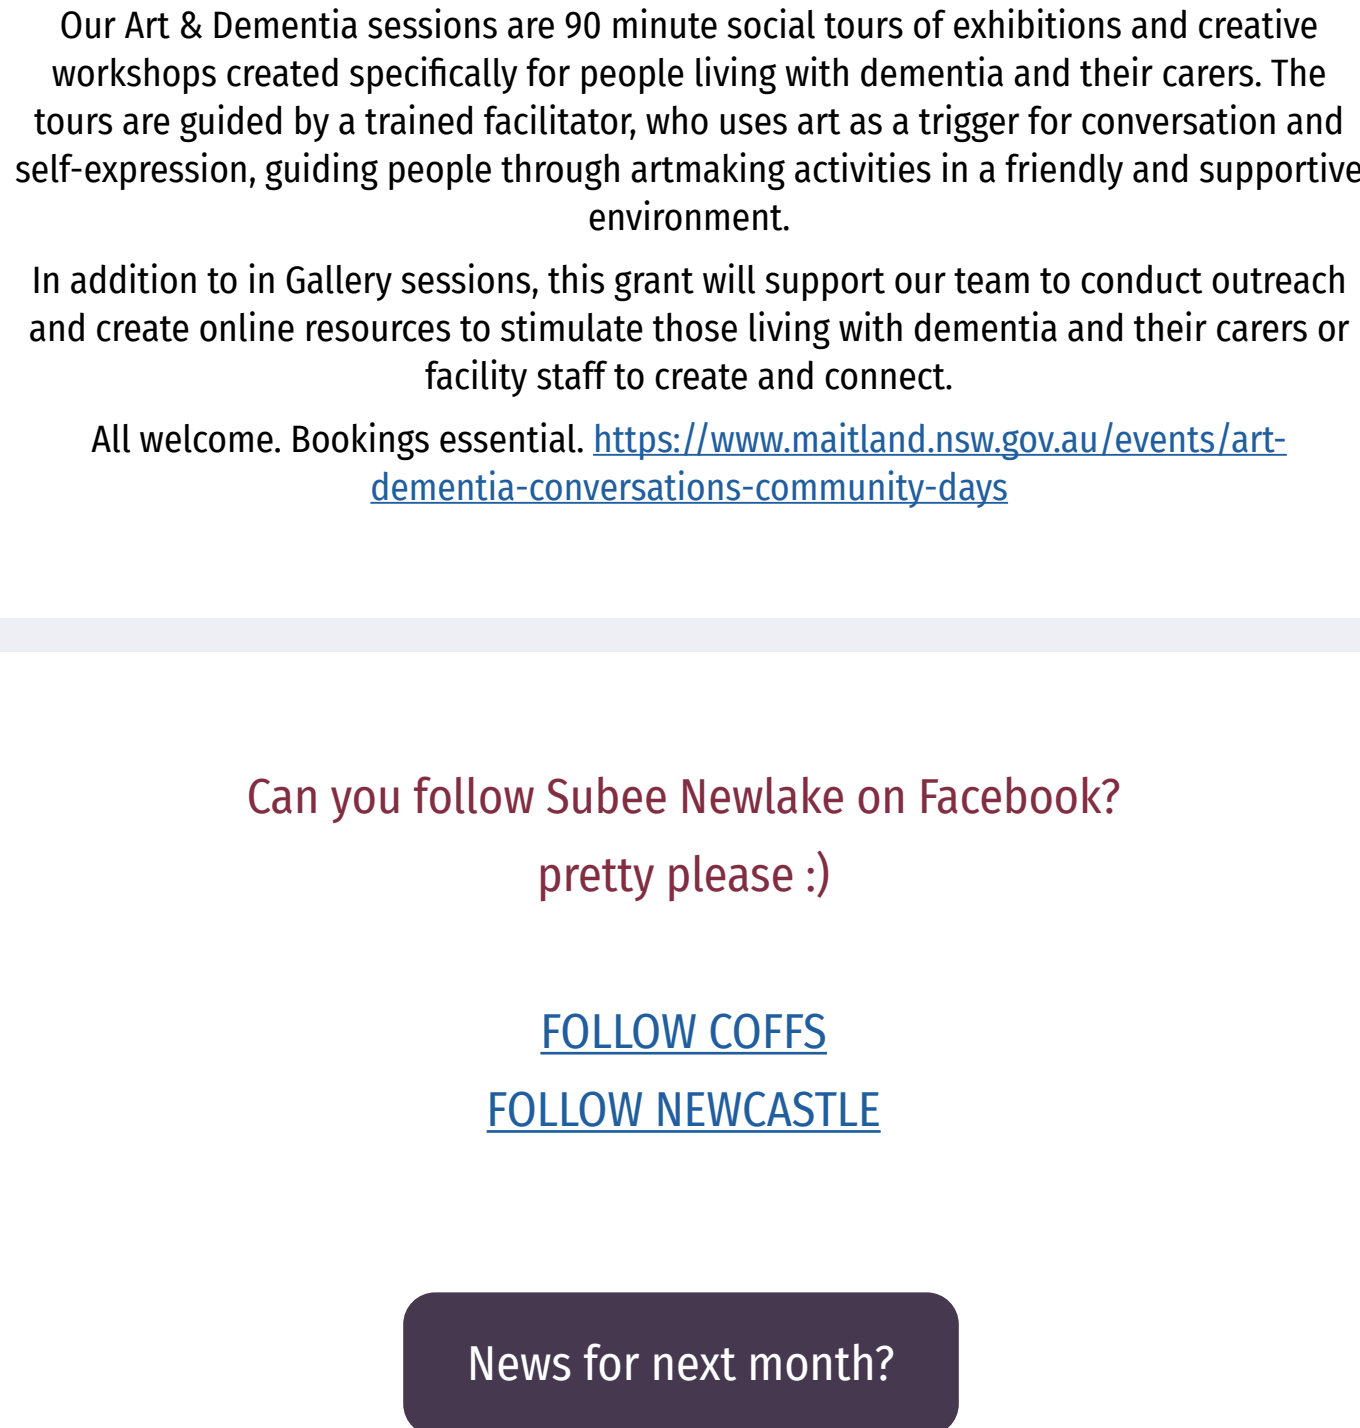 Our Art & Dementia sessions are 90 minute social tours of exhibitions and creative
workshops created specifically for people living with dementia and their carers. The
tours are guided by a trained facilitator, who uses art as a trigger for conversation and
self-expression, guiding people through artmaking activities in a friendly and supportive
environment.
In addition to in Gallery sessions, this grant will support our team to conduct outreach
and create online resources to stimulate those living with dementia and their carers or
facility staff to create and connect.
All welcome. Bookings essential. https://www.maitland.nsw.gov.au/events/art-
dementia-conversations-community-days
Can you follow Subee Newlake on Facebook?
pretty please :)
FOLLOW COFFS
FOLLOW NEWCASTLE
News for next month?